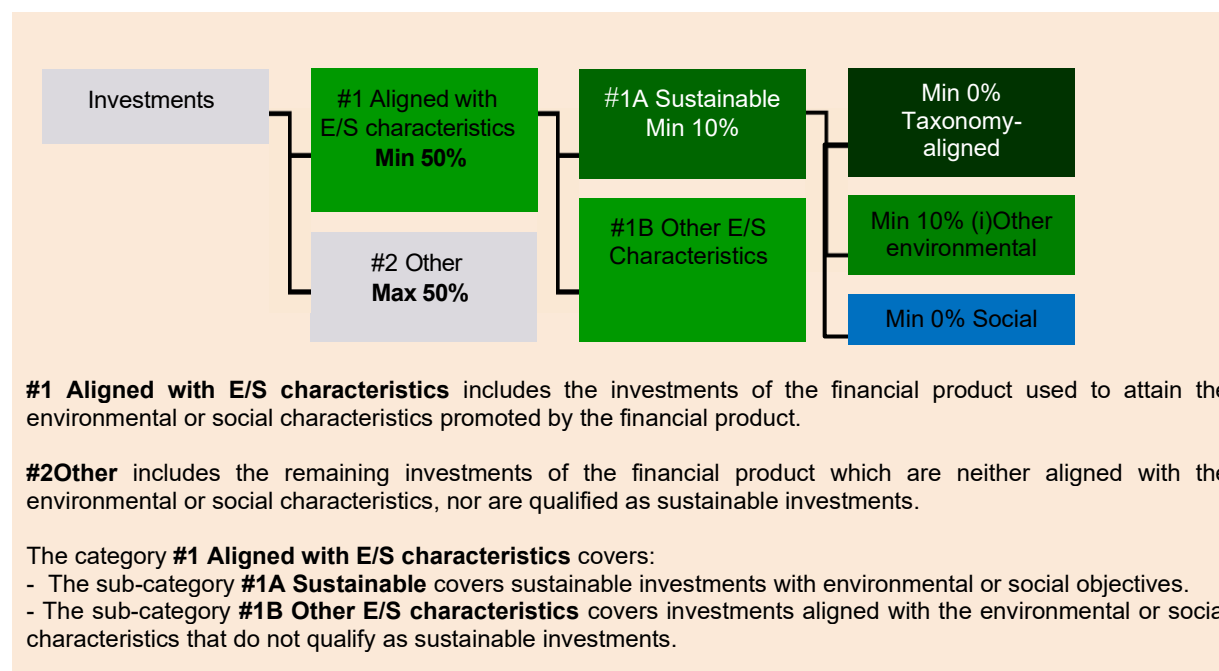 Investments
#1 Aligned with
E/S characteristics
Min 50%
#2 Other
Max 50%
#1A Sustainable
Min 10%
#1B Other E/S
Characteristics
Min 0%
Taxonomy-
aligned
Min 10% (i)Other
environmental
Min 0% Social
#1 Aligned with E/S characteristics includes the investments of the financial product used to attain the
environmental or social characteristics promoted by the financial product.
#2Other includes the remaining investments of the financial product which are neither aligned with the
environmental or social characteristics, nor are qualified as sustainable investments.
The category #1 Aligned with E/S characteristics covers:
- The sub-category #1A Sustainable covers sustainable investments with environmental or social objectives.
- The sub-category #1B Other E/S characteristics covers investments aligned with the environmental or social
characteristics that do not qualify as sustainable investments.